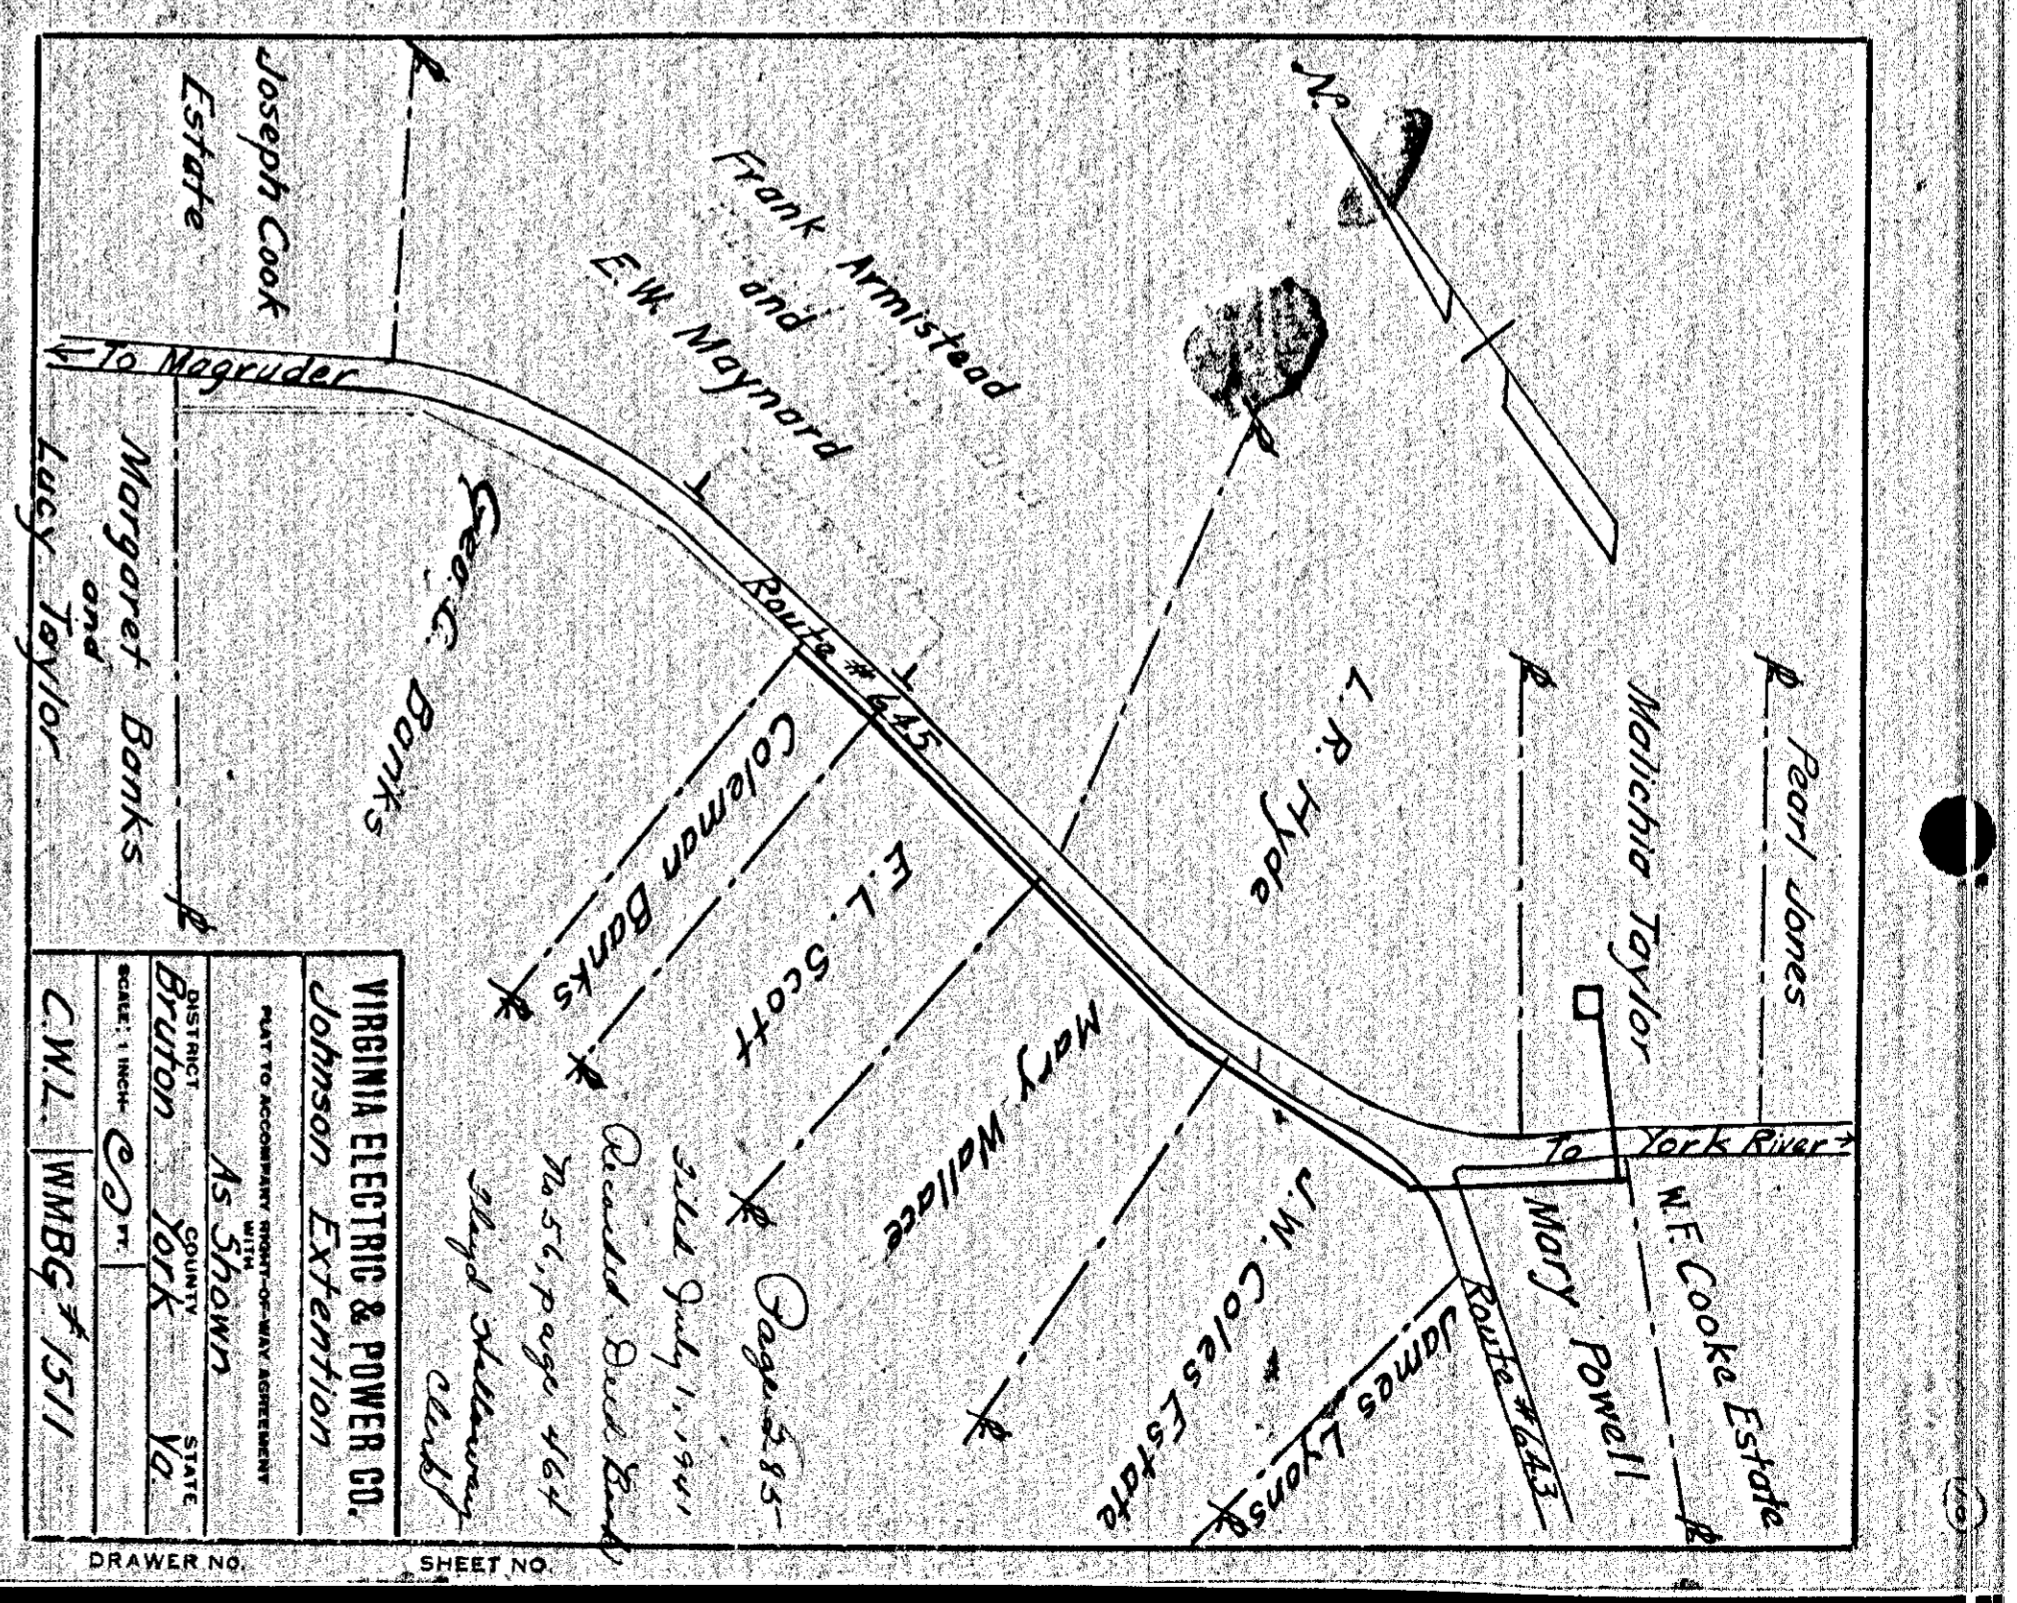 N.
Pearl Jones
Malichia Taylor
L. R. Hyde
Frank Armistead
and
E.W. Maynard
Joseph Cook
Estate
← To Magruder
Route # 645
To York River →
W.F. Cooke Estate
Mary Powell
Route #643
James Lyons
J.W. Coles Estate
Mary Wallace
E. L. Scott
Coleman Banks
Geo. C. Banks
Margaret Banks
and
Lucy Taylor
Page 585
Filed July 1, 1941
Recorded Deed Book
No 56, page 464
Floyd Holloway
Clerk
VIRGINIA ELECTRIC & POWER CO.
Johnson Extention
PLAT TO ACCOMPANY RIGHT-OF-WAY AGREEMENT
WITH
As Shown
DISTRICT COUNTY STATE
Bruton York Va.
SCALE: 1 INCH= FT.
C.W.L. WMBG # 1511
DRAWER NO. SHEET NO.